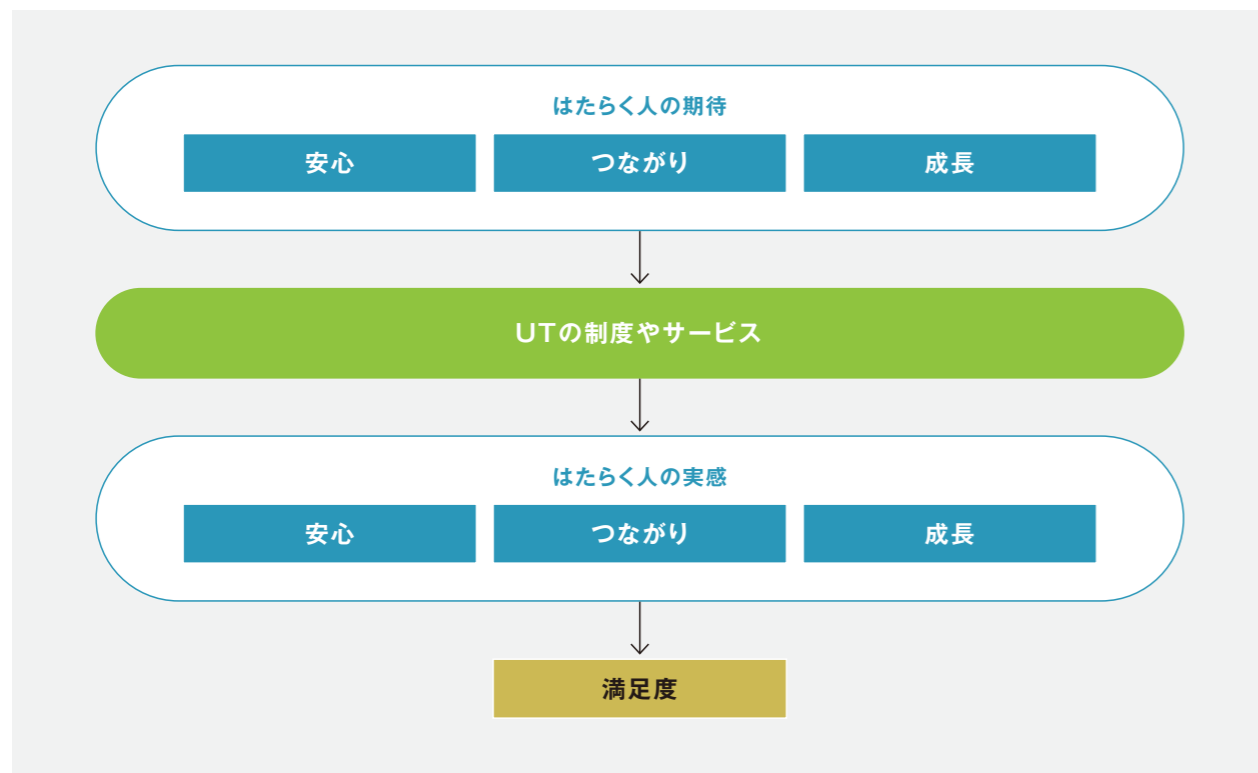 はたらく人の期待
安心 つながり 成長
UTの制度やサービス
はたらく人の実感
安心 つながり 成長
満足度